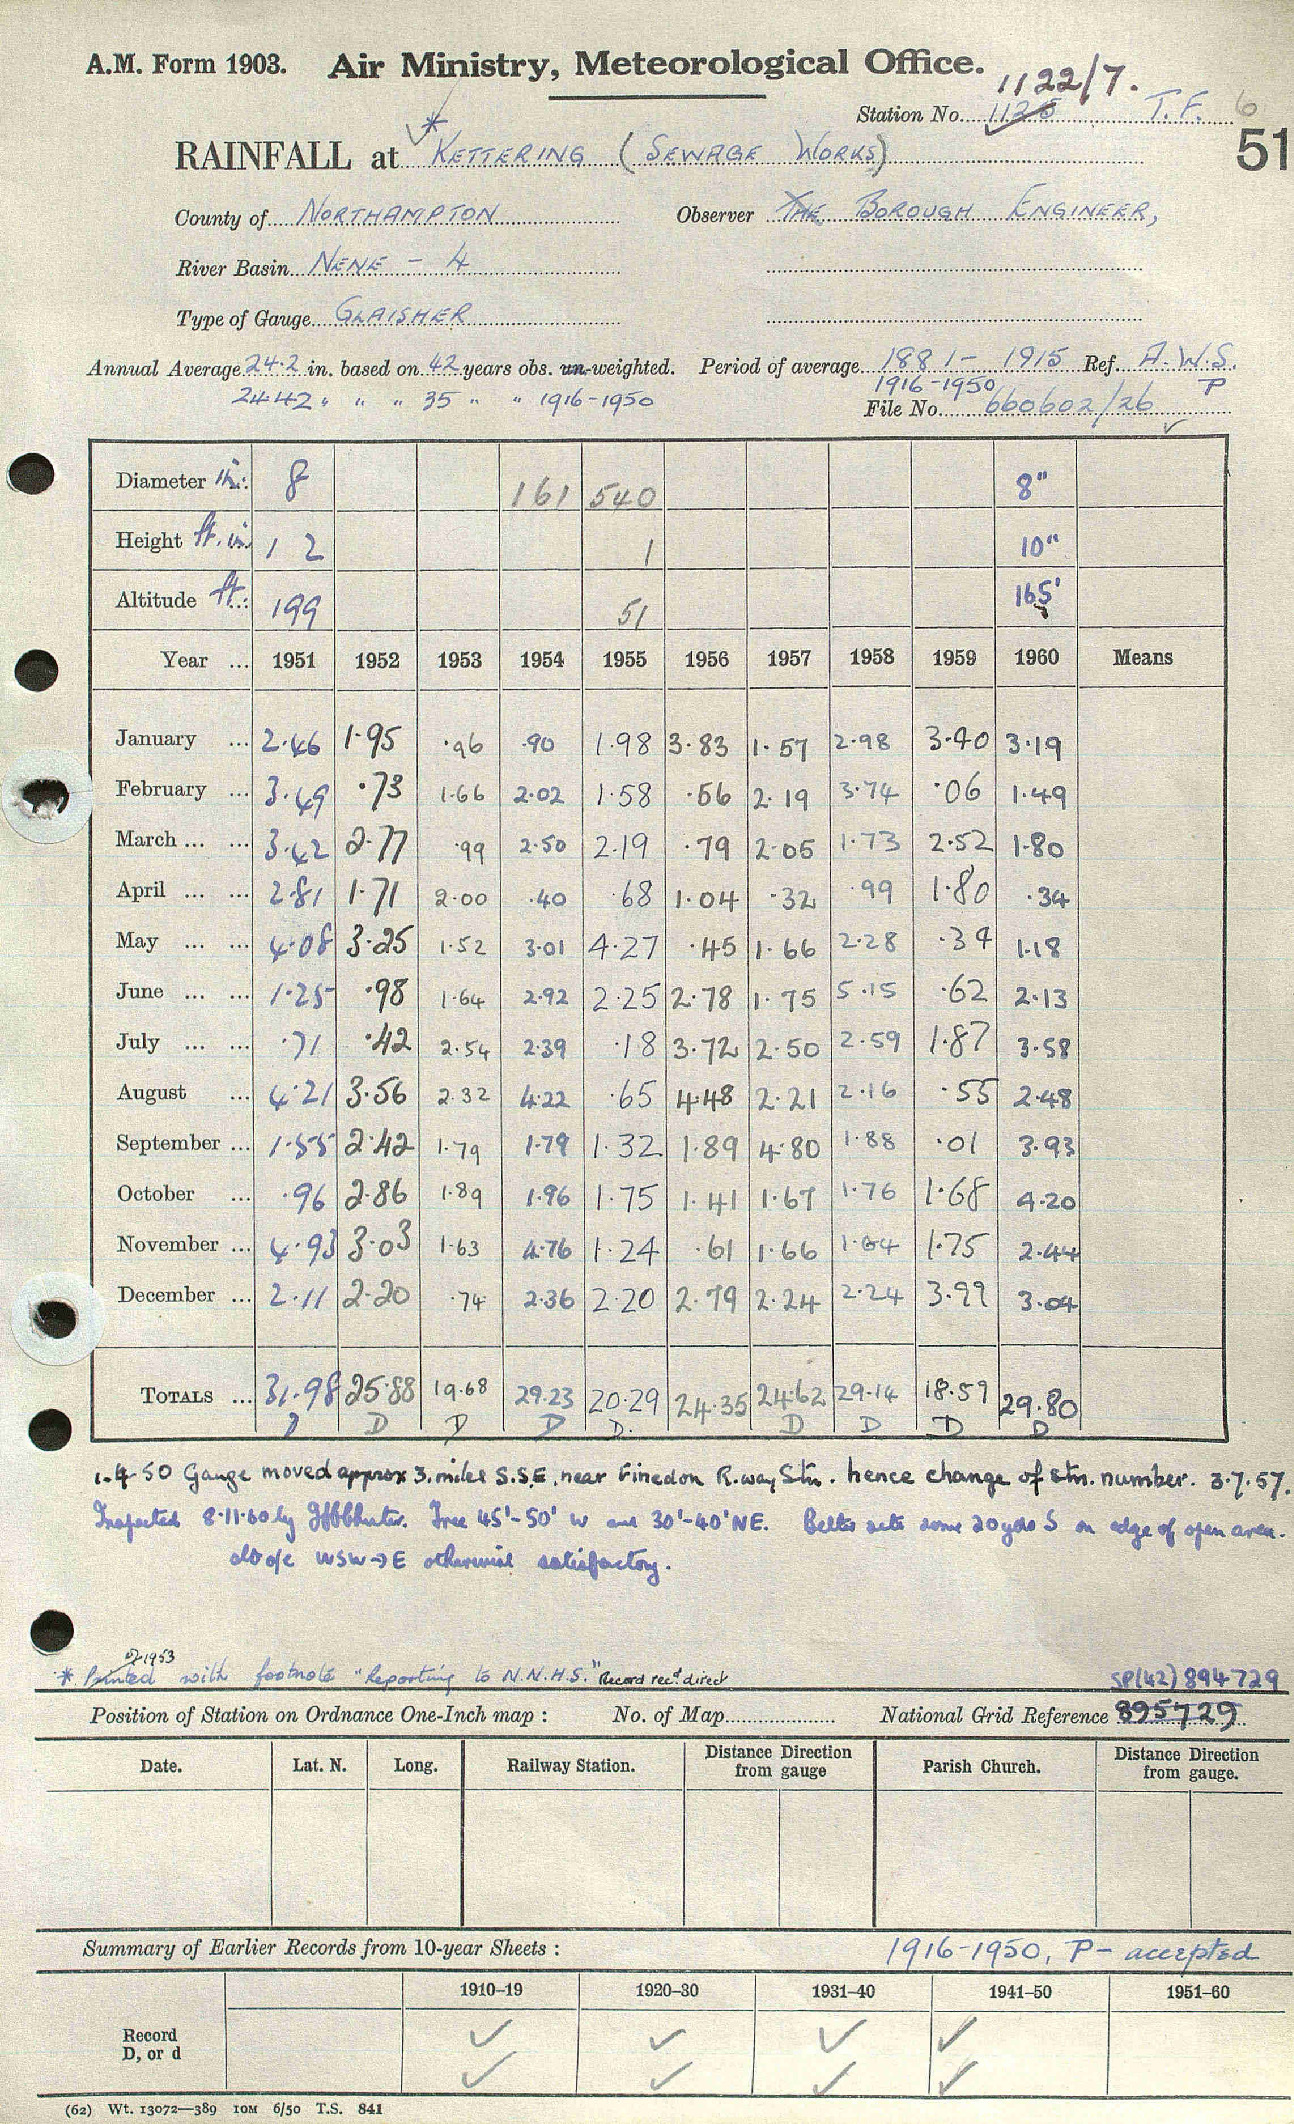 A.M. Form 1903. Air Ministry, Meteorological Office.
1122/7.
Station No. 1125 T.F. 6
51
RAINFALL at * KETTERING (SEWAGE WORKS)
County of NORTHAMPTON Observer THE BOROUGH ENGINEER,
River Basin NENE - 4
Type of Gauge GLAISHER
Annual Average 24.2 in. based on 42 years obs. un-weighted. Period of average 1881- 1915 Ref. A.W.S.
1916-1950 P
24.42 " " " 35 " " 1916-1950
File No. 660602/26
Diameter in: 8 161 540 8"
Height ft. in 1 2 1 10"
Altitude ft.: 199 51 165'
Year ... 1951 1952 1953 1954 1955 1956 1957 1958 1959 1960 Means
January ... 2.46 1.95 .96 .90 1.98 3.83 1.57 2.98 3.40 3.19
February ... 3.49 .73 1.66 2.02 1.58 .56 2.19 3.74 .06 1.49
March ... ... 3.42 2.77 .99 2.50 2.19 .79 2.05 1.73 2.52 1.80
April ... ... 2.81 1.71 2.00 .40 .68 1.04 .32 .99 1.80 .34
May ... ... 4.08 3.25 1.52 3.01 4.27 .45 1.66 2.28 .34 1.18
June ... ... 1.25 .98 1.64 2.92 2.25 2.78 1.75 5.15 .62 2.13
July ... ... .71 .42 2.54 2.39 .18 3.72 2.50 2.59 1.87 3.58
August ... 4.21 3.56 2.32 4.22 .65 4.48 2.21 2.16 .55 2.48
September ... 1.55 2.42 1.79 1.79 1.32 1.89 4.80 1.88 .01 3.93
October ... .96 2.86 1.89 1.96 1.75 1.41 1.67 1.76 1.68 4.20
November ... 4.93 3.03 1.63 4.76 1.24 .61 1.66 1.64 1.75 2.44
December ... 2.11 2.20 .74 2.36 2.20 2.79 2.24 2.24 3.99 3.04
TOTALS ... 31.98 25.88 19.68 29.23 20.29 24.35 24.62 29.14 18.59 29.80
D D D D D. D D D D
1.4.50 Gauge moved approx 3 miles S.S.E. near Finedon R.way Stn. hence change of stn. number. 3.7.57.
Inspected 8.11.60 by Tree 45'-50' W and 30'-40' NE. Better site some 20 yds S on edge of open area.
WSW→E otherwise satisfactory.
1953
* Printed with footnote "Reporting to N.N.H.S." Record rec.d direct SP(42)894729
Position of Station on Ordnance One-Inch map : No. of Map National Grid Reference 895729
Date. Lat. N. Long. Railway Station. Distance Direction from gauge Parish Church. Distance Direction from gauge.
Summary of Earlier Records from 10-year Sheets : 1916-1950, P- accepted
1910-19 1920-30 1931-40 1941-50 1951-60
Record ✓ ✓ ✓ ✓
D, or d ✓ ✓ ✓ ✓
(62) Wt. 13072—389 10M 6/50 T.S. 841